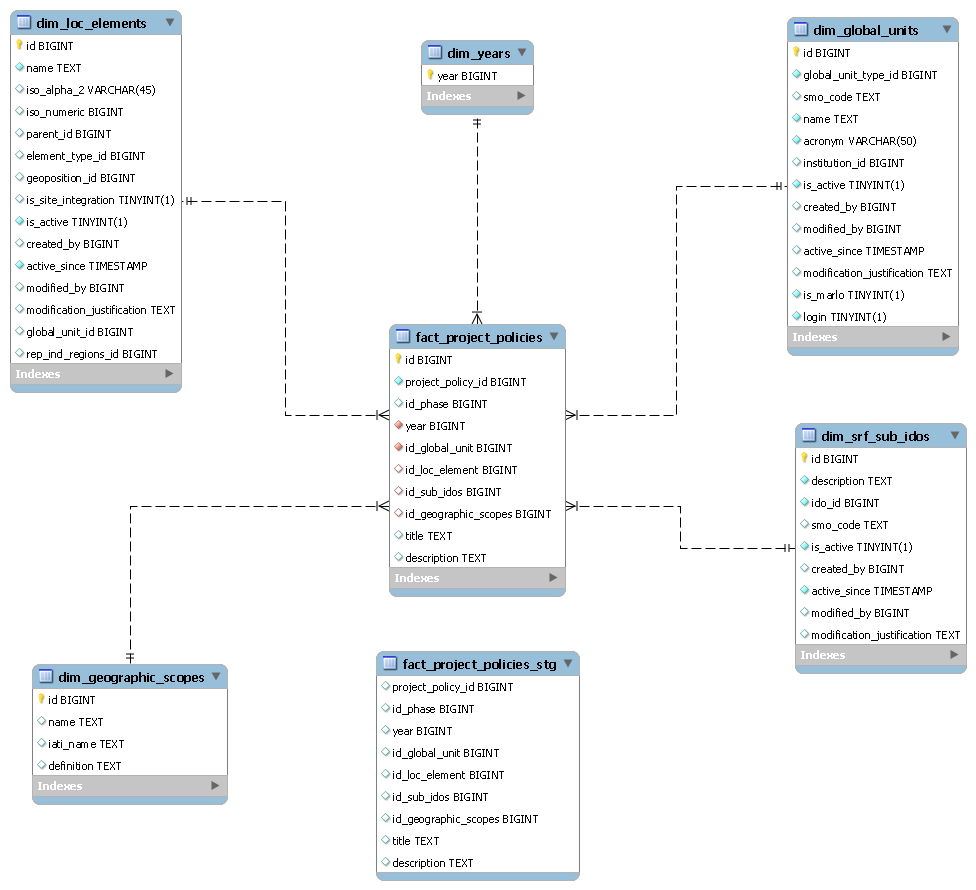 dim_loc_elements
id BIGINT
name TEXT
iso_alpha_2 VARCHAR(45)
iso_numeric BIGINT
parent_id BIGINT
element_type_id BIGINT
geoposition_id BIGINT
is_site_integration TINYINT(1)
is_active TINYINT(1)
created_by BIGINT
active_since TIMESTAMP
modified_by BIGINT
modification_justification TEXT
global_unit_id BIGINT
rep_ind_regions_id BIGINT
Indexes
dim_years
year BIGINT
Indexes
dim_global_units
id BIGINT
global_unit_type_id BIGINT
smo_code TEXT
name TEXT
acronym VARCHAR(50)
institution_id BIGINT
is_active TINYINT(1)
created_by BIGINT
modified_by BIGINT
active_since TIMESTAMP
modification_justification TEXT
is_marlo TINYINT(1)
login TINYINT(1)
Indexes
fact_project_policies
id BIGINT
project_policy_id BIGINT
id_phase BIGINT
year BIGINT
id_global_unit BIGINT
id_loc_element BIGINT
id_sub_idos BIGINT
id_geographic_scopes BIGINT
title TEXT
description TEXT
Indexes
dim_srf_sub_idos
id BIGINT
description TEXT
ido_id BIGINT
smo_code TEXT
is_active TINYINT(1)
created_by BIGINT
active_since TIMESTAMP
modified_by BIGINT
modification_justification TEXT
Indexes
dim_geographic_scopes
id BIGINT
name TEXT
iati_name TEXT
definition TEXT
Indexes
fact_project_policies_stg
project_policy_id BIGINT
id_phase BIGINT
year BIGINT
id_global_unit BIGINT
id_loc_element BIGINT
id_sub_idos BIGINT
id_geographic_scopes BIGINT
title TEXT
description TEXT